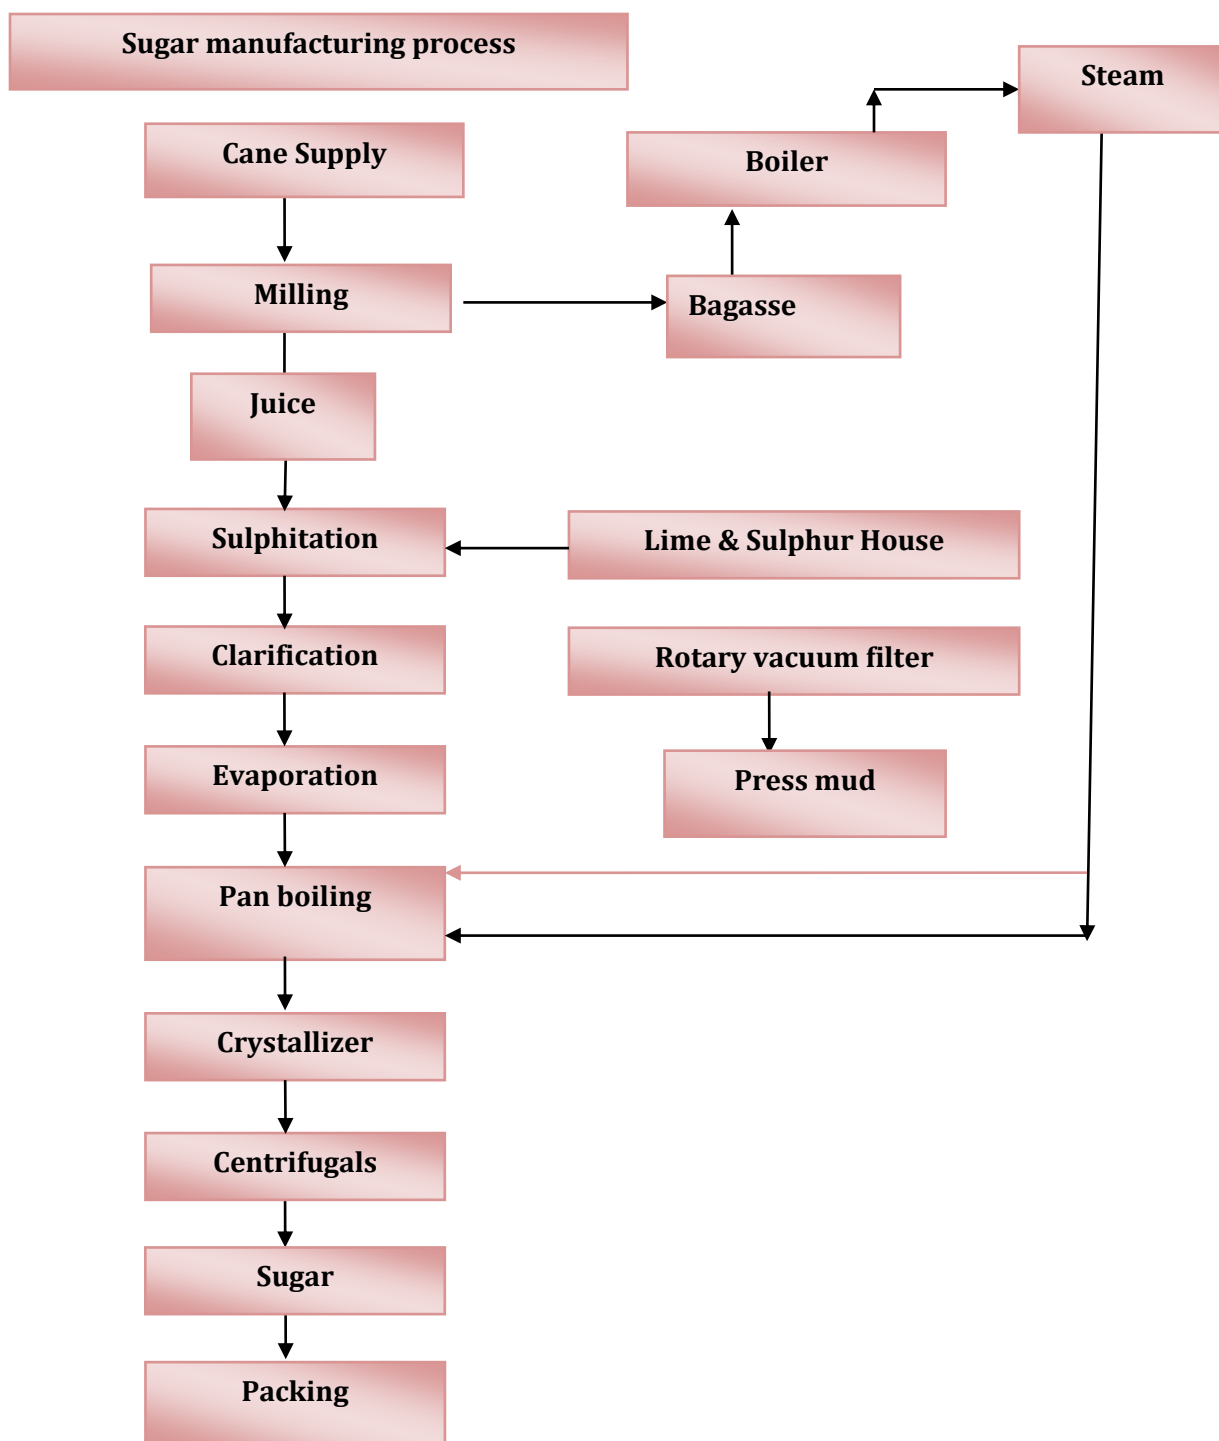 Sugar manufacturing process
Steam
Cane Supply
Boiler
Milling
Bagasse
Juice
Sulphitation
Lime & Sulphur House
Clarification
Rotary vacuum filter
Evaporation
Press mud
Pan boiling
Crystallizer
Centrifugals
Sugar
Packing